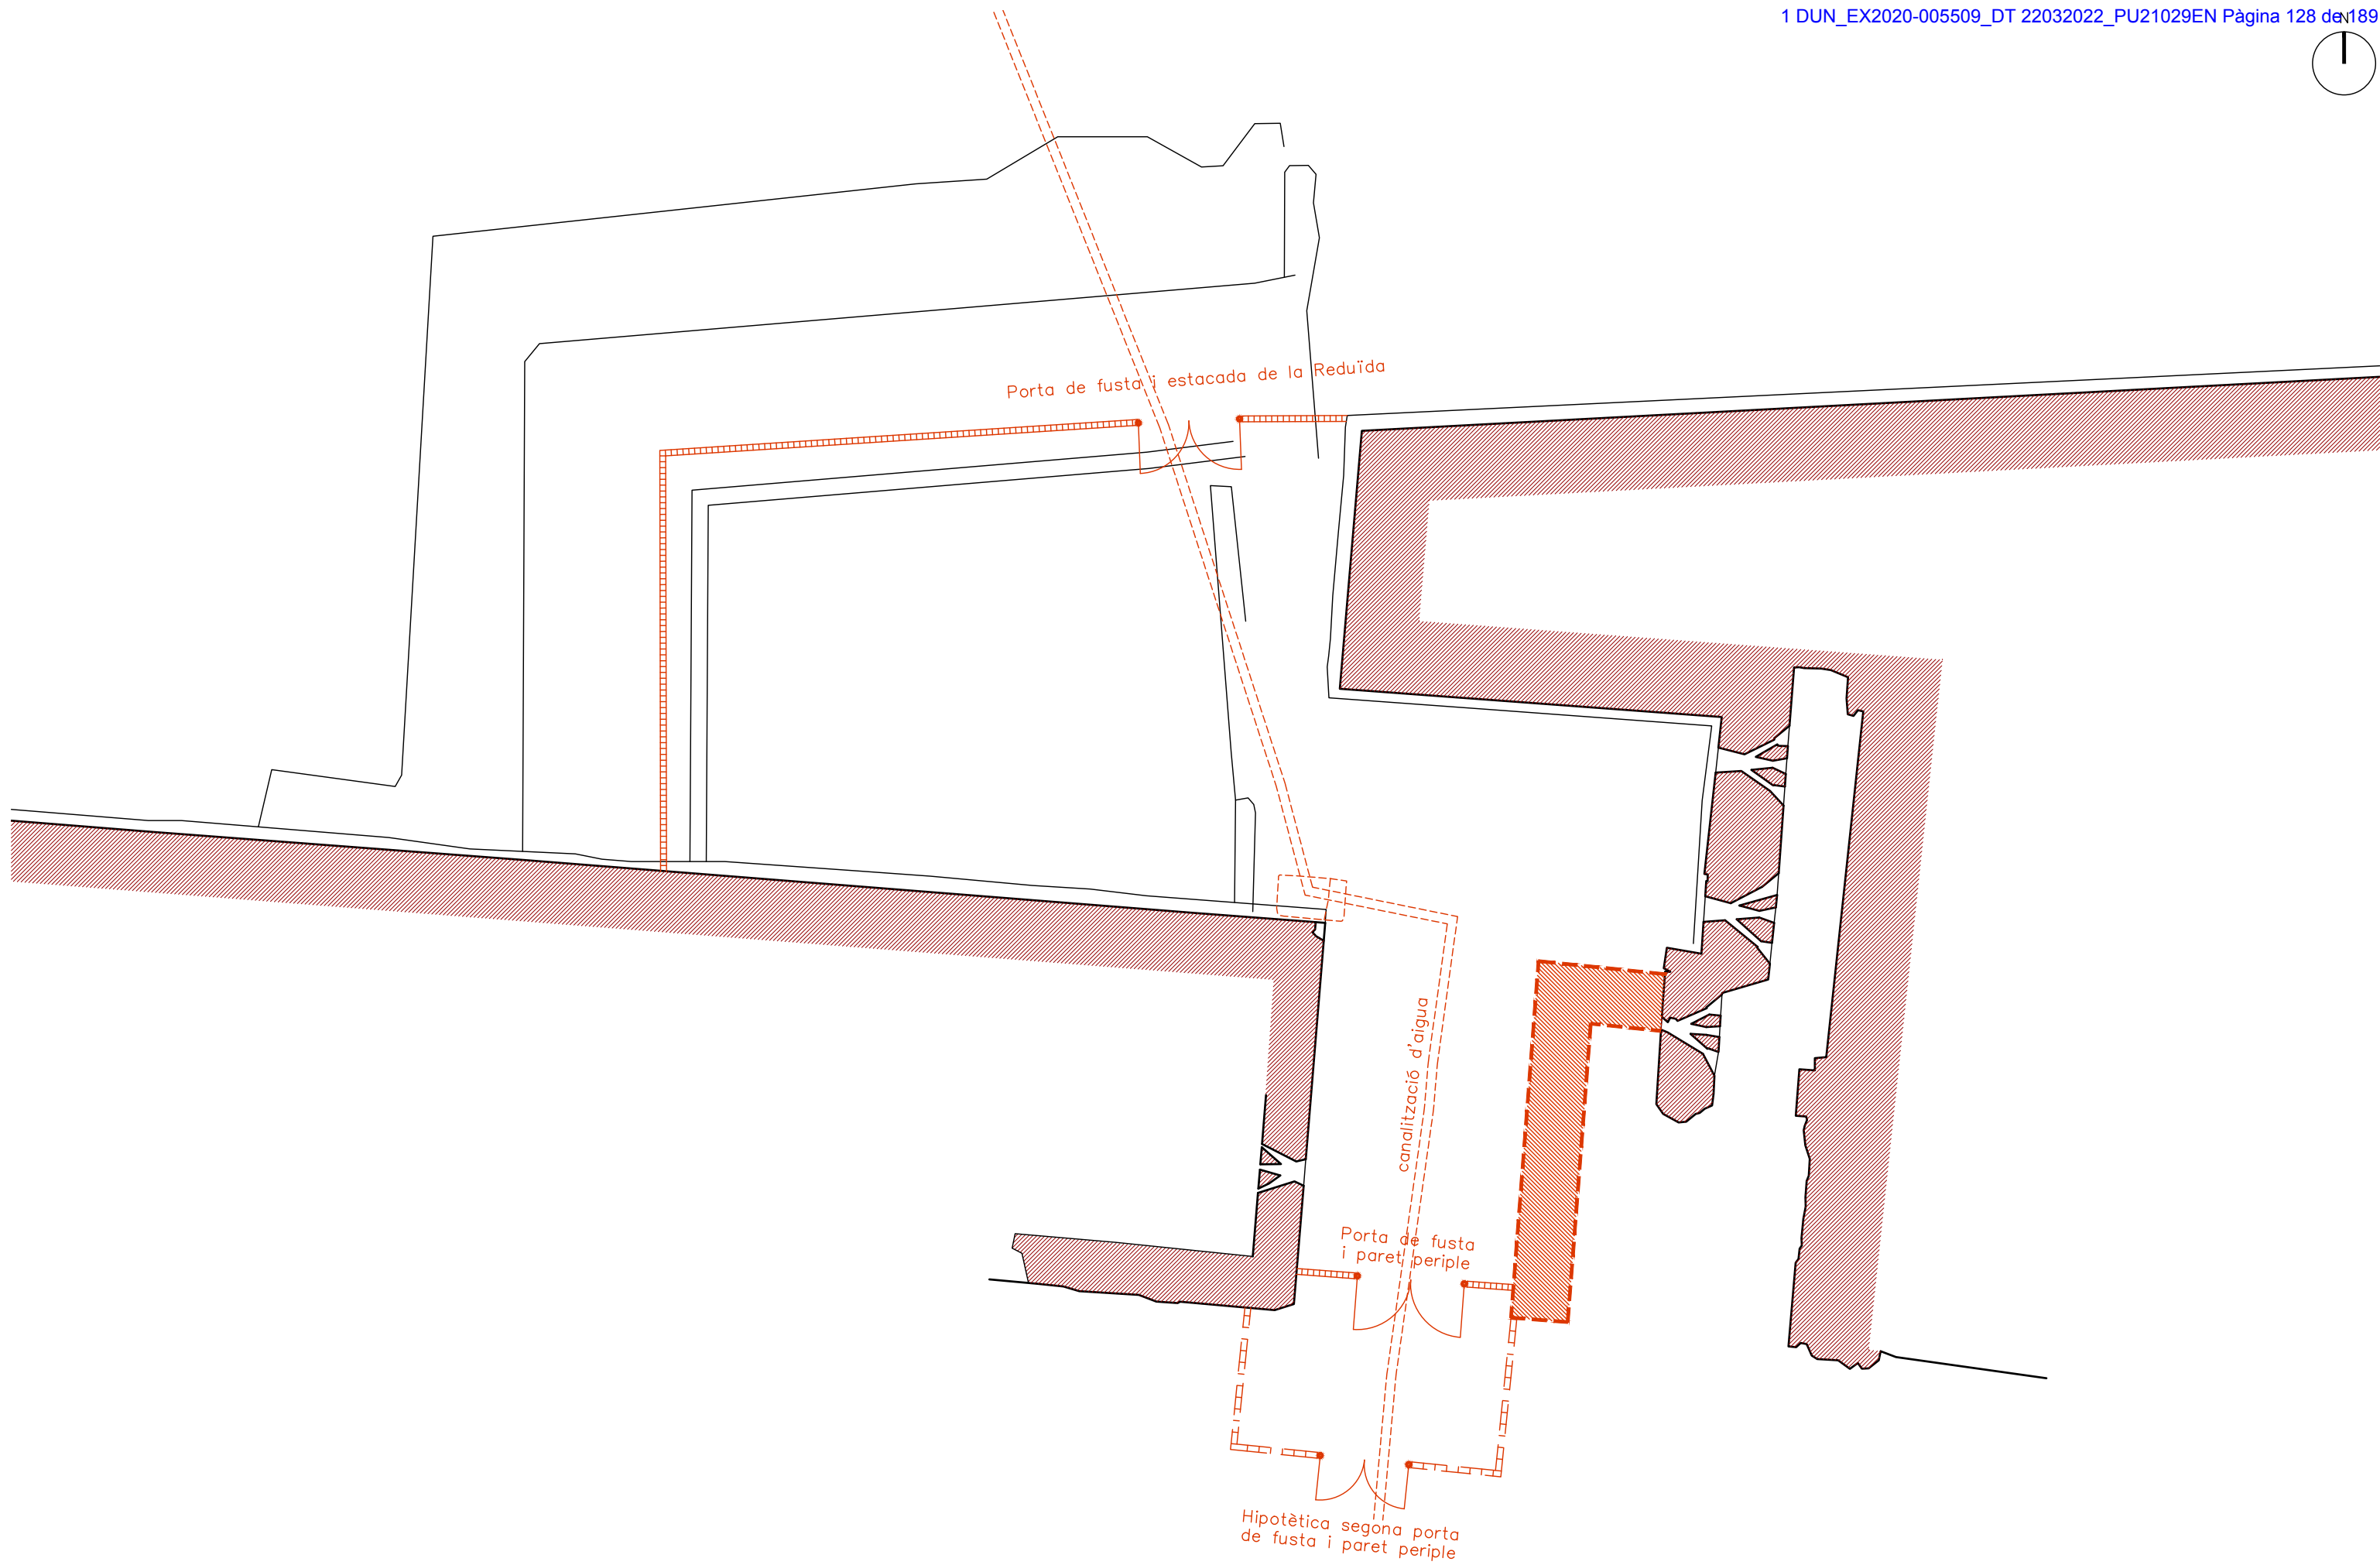 1 DUN_EX2020-005509_DT 22032022_PU21029EN Pàgina 128 de 189
N
Porta de fusta i estacada de la Reduïda
canalització d'aigua
Porta de fusta
i paret periple
Hipotètica segona porta
de fusta i paret periple